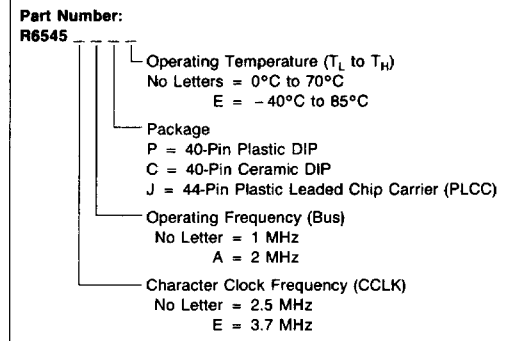 Part Number:
R6545 _ _ _ _
Operating Temperature (TL to TH)
No Letters = 0°C to 70°C
E = – 40°C to 85°C
Package
P = 40-Pin Plastic DIP
C = 40-Pin Ceramic DIP
J = 44-Pin Plastic Leaded Chip Carrier (PLCC)
Operating Frequency (Bus)
No Letter = 1 MHz
A = 2 MHz
Character Clock Frequency (CCLK)
No Letter = 2.5 MHz
E = 3.7 MHz